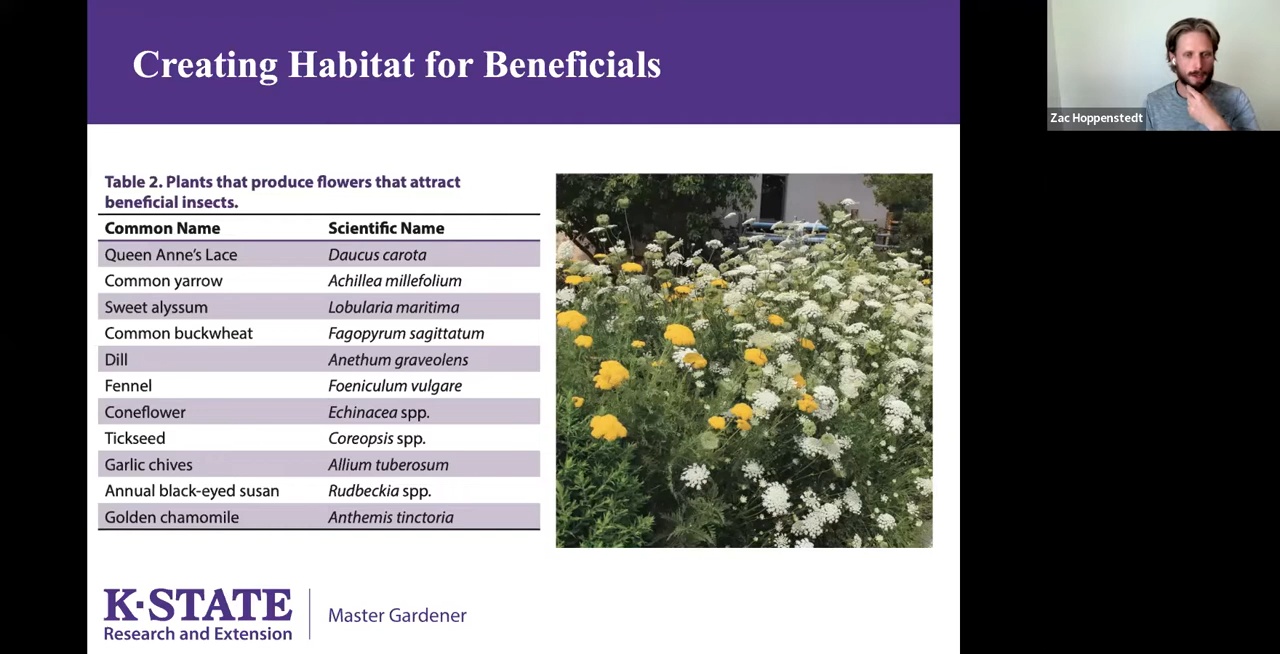 Creating Habitat for Beneficials
Zac Hoppenstedt
Table 2. Plants that produce flowers that attract
beneficial insects.
Common Name Scientific Name
Queen Anne's Lace Daucus carota
Common yarrow Achillea millefolium
Sweet alyssum Lobularia maritima
Common buckwheat Fagopyrum sagittatum
Dill Anethum graveolens
Fennel Foeniculum vulgare
Coneflower Echinacea spp.
Tickseed Coreopsis spp.
Garlic chives Allium tuberosum
Annual black-eyed susan Rudbeckia spp.
Golden chamomile Anthemis tinctoria
K·STATE
Research and Extension
Master Gardener